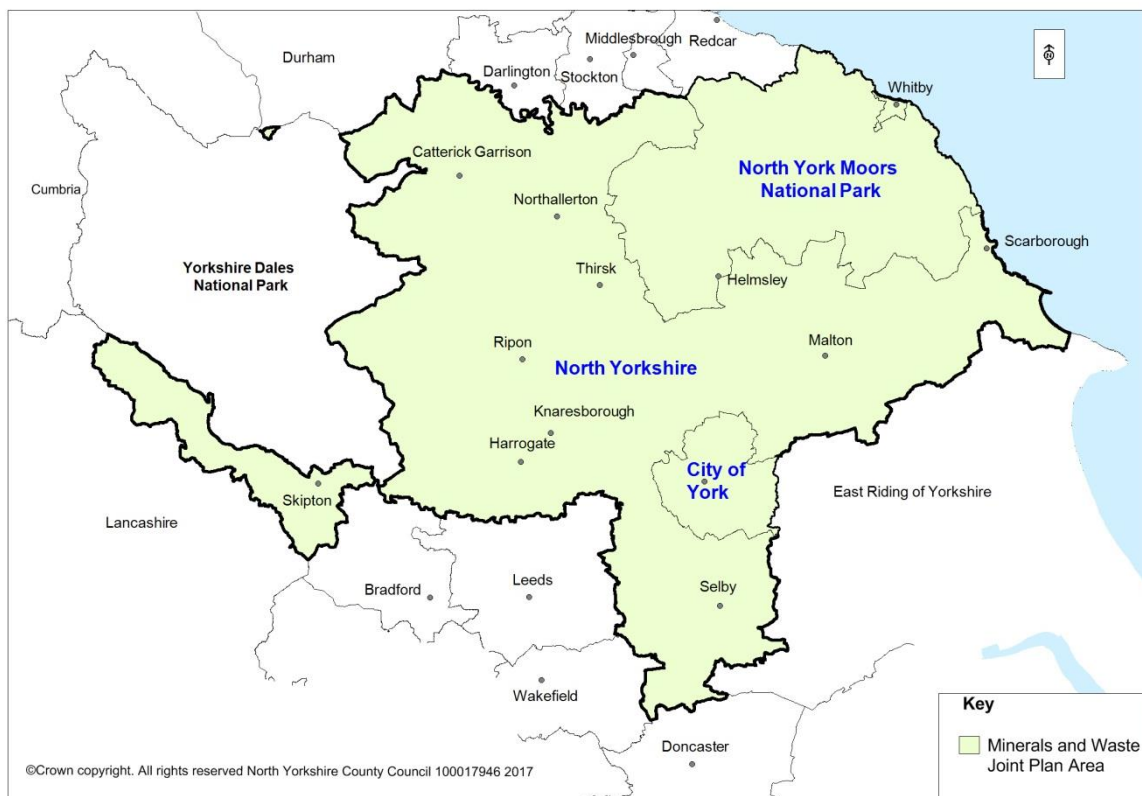 Durham
Middlesbrough
Redcar
Darlington
Stockton
Whitby
Catterick Garrison
North York Moors
National Park
Cumbria
Northallerton
Scarborough
Yorkshire Dales
National Park
Thirsk
Helmsley
Ripon
North Yorkshire
Malton
Knaresborough
Harrogate
City of
York
Skipton
East Riding of Yorkshire
Lancashire
Bradford
Leeds
Selby
Wakefield
Doncaster
Key
Minerals and Waste
Joint Plan Area
©Crown copyright. All rights reserved North Yorkshire County Council 100017946 2017